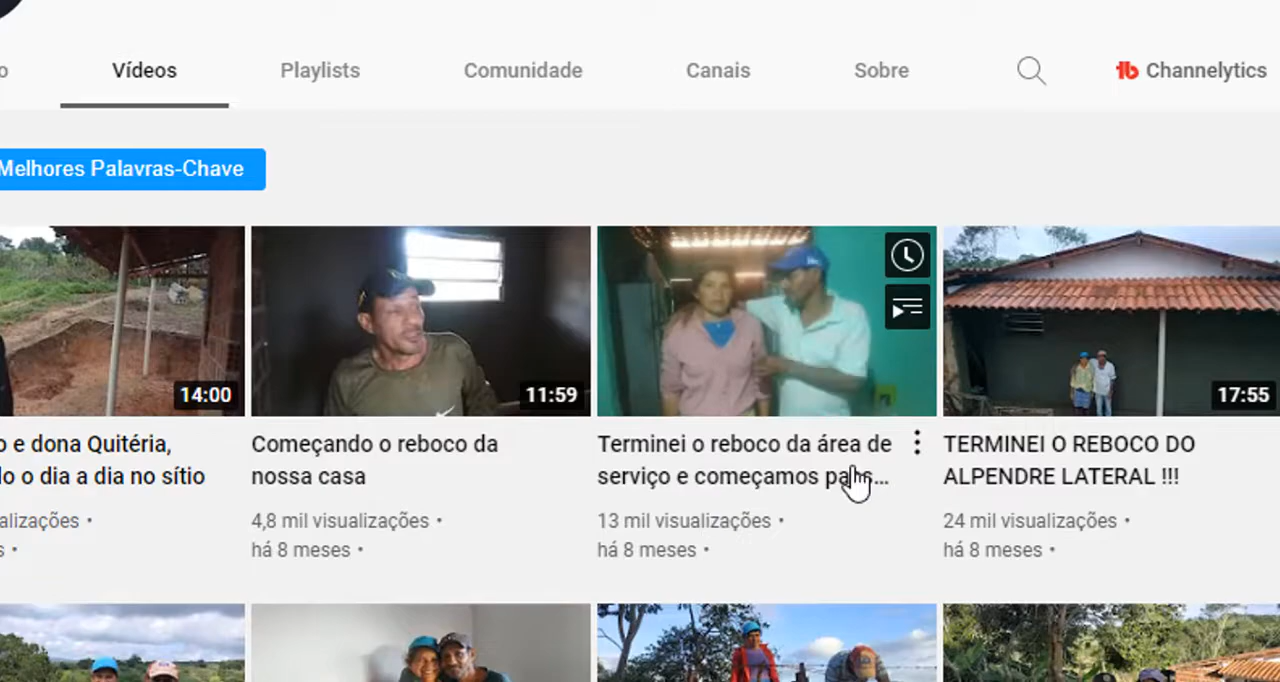 o
Vídeos
Playlists
Comunidade
Canais
Sobre
Channelytics
Melhores Palavras-Chave
14:00
11:59
17:55
o e dona Quitéria,
lo o dia a dia no sítio
alizações •
s •
Começando o reboco da
nossa casa
4,8 mil visualizações •
há 8 meses •
Terminei o reboco da área de
serviço e começamos
13 mil visualizações •
há 8 meses •
TERMINEI O REBOCO DO
ALPENDRE LATERAL !!!
24 mil visualizações •
há 8 meses •